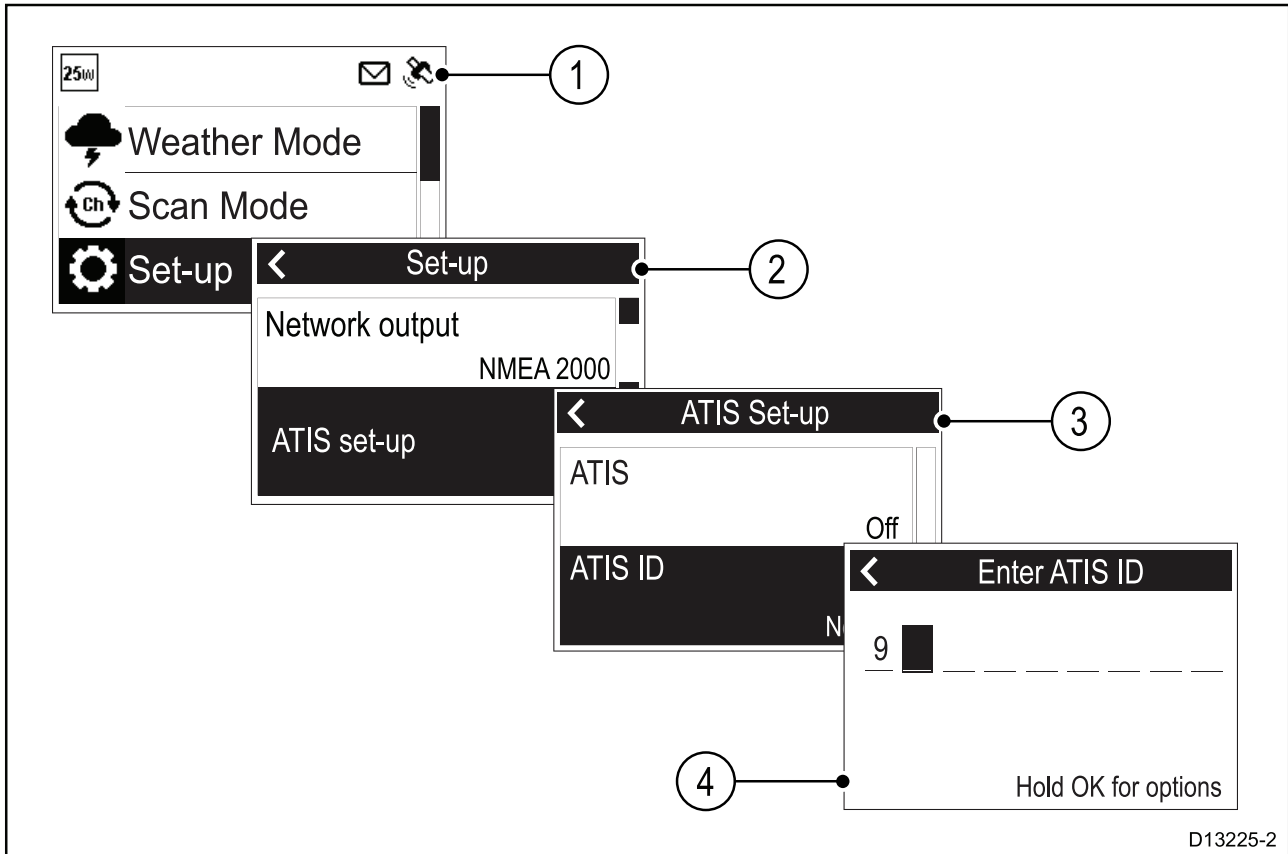 25W
1
Weather Mode
Ch
Scan Mode
Set-up
Set-up
2
Network output
NMEA 2000
ATIS set-up
ATIS Set-up
3
ATIS
Off
ATIS ID
Enter ATIS ID
9
4
Hold OK for options
D13225-2